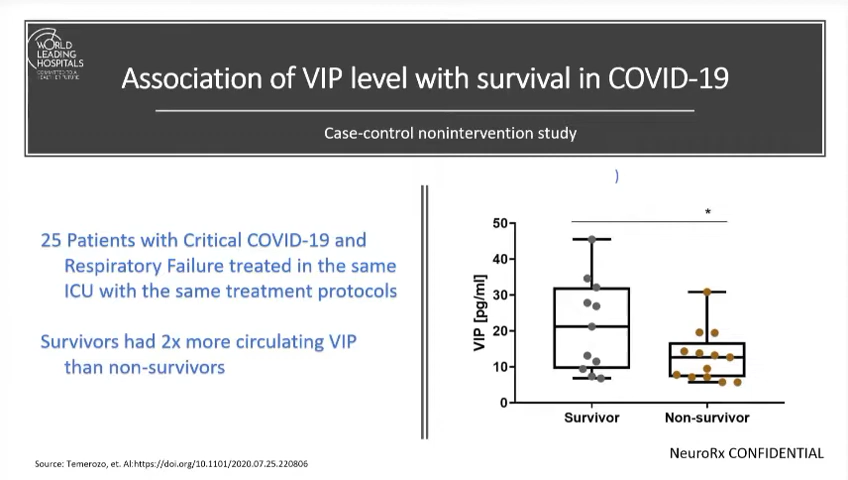 WORLD
LEADING
HOSPITALS
COMMITTED TO A
Association of VIP level with survival in COVID-19
Case-control nonintervention study
)
25 Patients with Critical COVID-19 and
Respiratory Failure treated in the same
ICU with the same treatment protocols
Survivors had 2x more circulating VIP
than non-survivors
*
50
40
30
20
10
0
VIP [pg/ml]
Survivor Non-survivor
NeuroRx CONFIDENTIAL
Source: Temerozo, et. Al:https://doi.org/10.1101/2020.07.25.220806